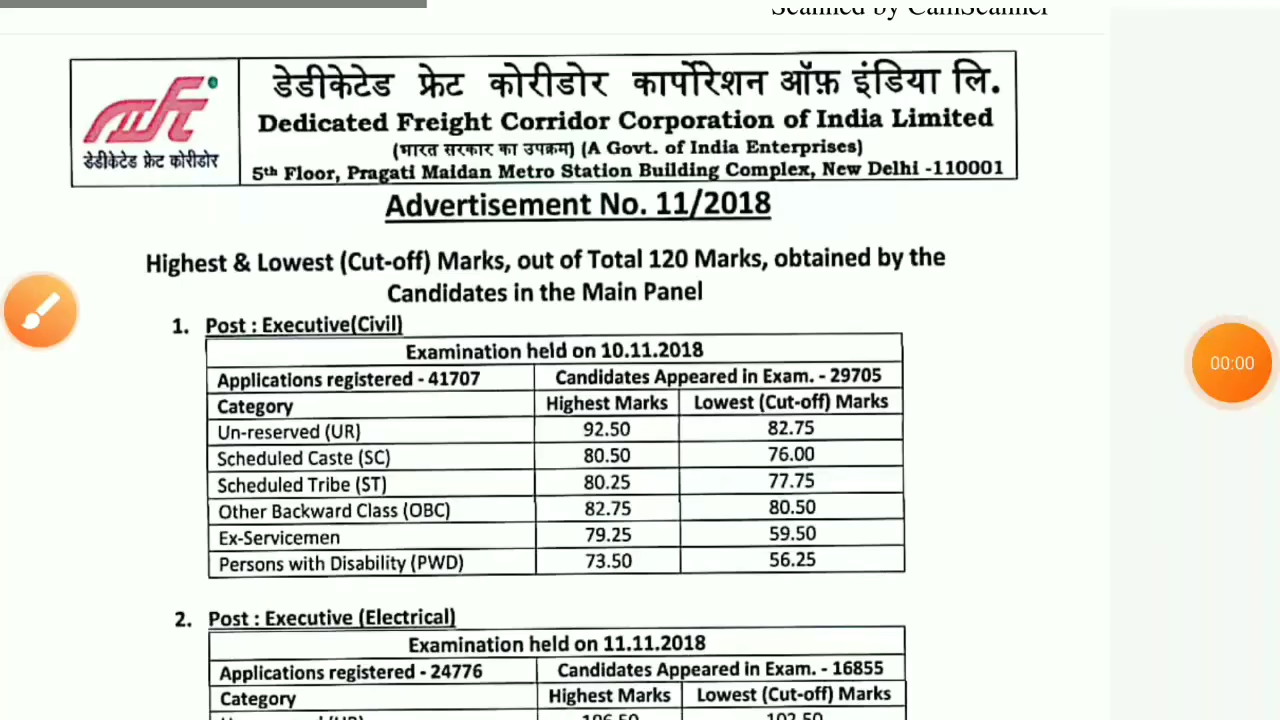 Scanned by CamScanner
डेडीकेटेड फ्रेट कोरीडोर कार्पोरेशन ऑफ़ इंडिया लि.
Dedicated Freight Corridor Corporation of India Limited
डेडीकेटेड फ्रेट कोरीडोर
(भारत सरकार का उपक्रम) (A Govt. of India Enterprises)
5th Floor, Pragati Maidan Metro Station Building Complex, New Delhi -110001
Advertisement No. 11/2018
Highest & Lowest (Cut-off) Marks, out of Total 120 Marks, obtained by the
Candidates in the Main Panel
1. Post : Executive(Civil)
Examination held on 10.11.2018
Applications registered - 41707 Candidates Appeared in Exam. - 29705
Category Highest Marks Lowest (Cut-off) Marks
Un-reserved (UR) 92.50 82.75
Scheduled Caste (SC) 80.50 76.00
Scheduled Tribe (ST) 80.25 77.75
Other Backward Class (OBC) 82.75 80.50
Ex-Servicemen 79.25 59.50
Persons with Disability (PWD) 73.50 56.25
00:00
2. Post : Executive (Electrical)
Examination held on 11.11.2018
Applications registered - 24776 Candidates Appeared in Exam. - 16855
Category Highest Marks Lowest (Cut-off) Marks